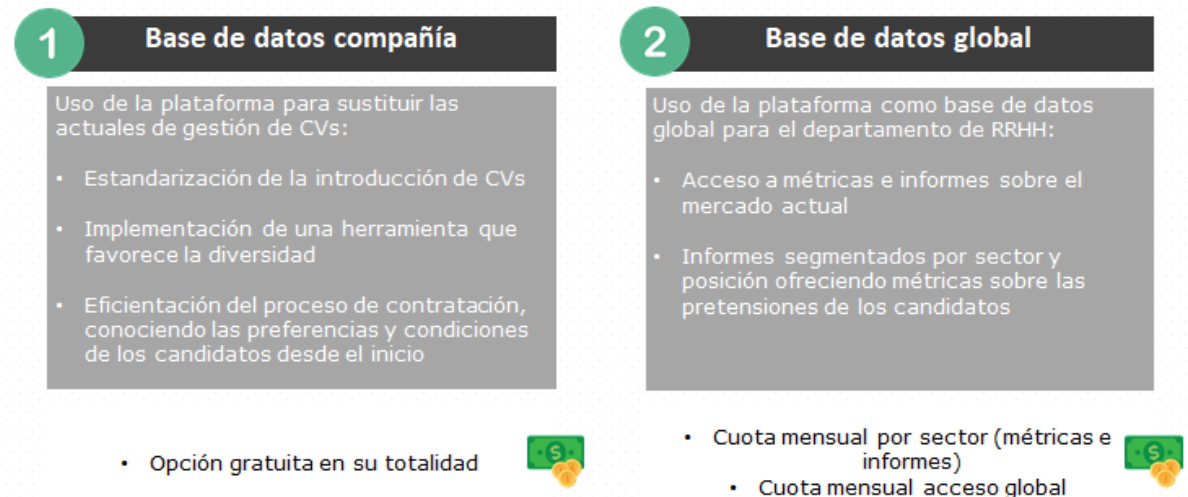 1
Base de datos compañía
Uso de la plataforma para sustituir las
actuales de gestión de CVs:
• Estandarización de la introducción de CVs
• Implementación de una herramienta que
favorece la diversidad
• Eficientación del proceso de contratación,
conociendo las preferencias y condiciones
de los candidatos desde el inicio
• Opción gratuita en su totalidad
2
Base de datos global
Uso de la plataforma como base de datos
global para el departamento de RRHH:
• Acceso a métricas e informes sobre el
mercado actual
• Informes segmentados por sector y
posición ofreciendo métricas sobre las
pretensiones de los candidatos
• Cuota mensual por sector (métricas e
informes)
• Cuota mensual acceso global